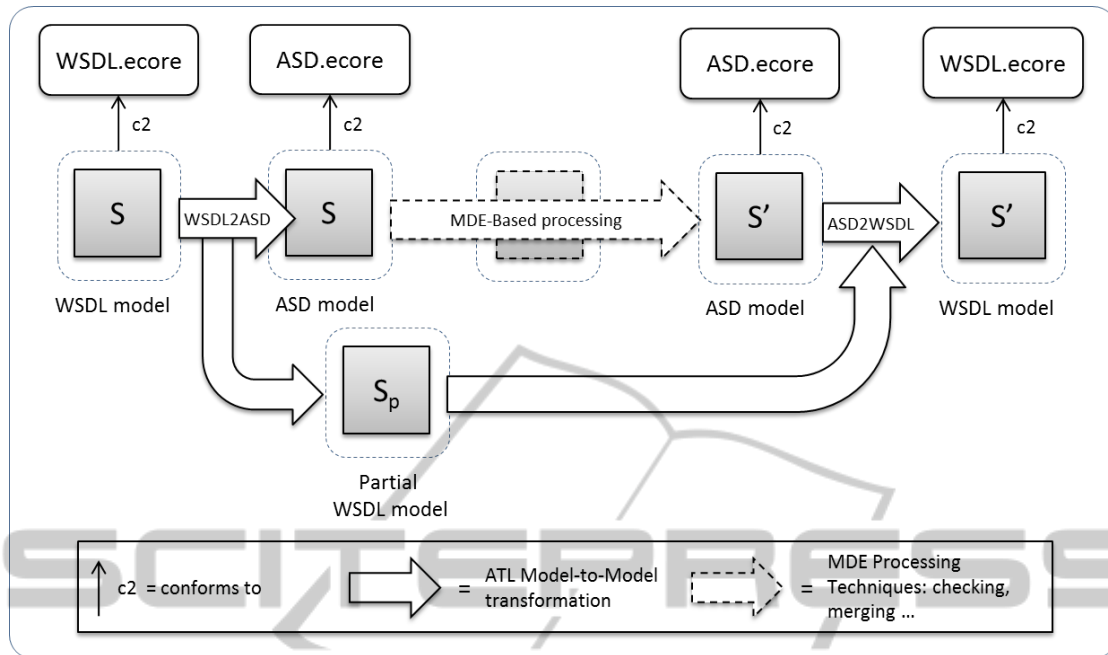 WSDL.ecore
ASD.ecore
ASD.ecore
WSDL.ecore
c2
c2
c2
c2
S
WSDL2ASD
S
MDE-Based processing
S'
ASD2WSDL
S'
WSDL model
ASD model
ASD model
WSDL model
Sp
Partial
WSDL model
SCITEPRESS
c2 = conforms to
= ATL Model-to-Model
transformation
= MDE Processing
Techniques: checking,
merging ...